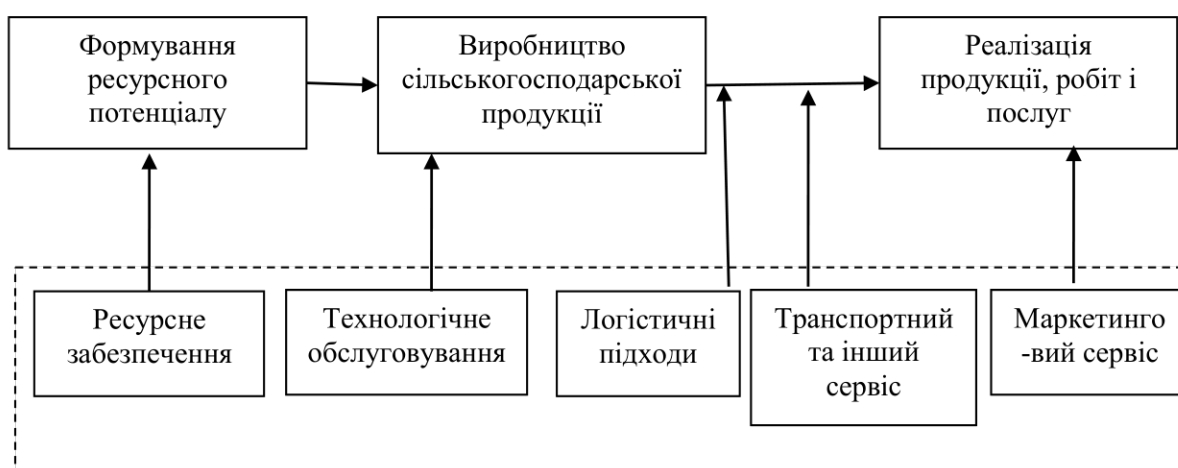 Формування
ресурсного
потенціалу
Виробництво
сільськогосподарської
продукції
Реалізація
продукції, робіт і
послуг
Ресурсне
забезпечення
Технологічне
обслуговування
Логістичні
підходи
Транспортний
та інший
сервіс
Маркетинго
-вий сервіс